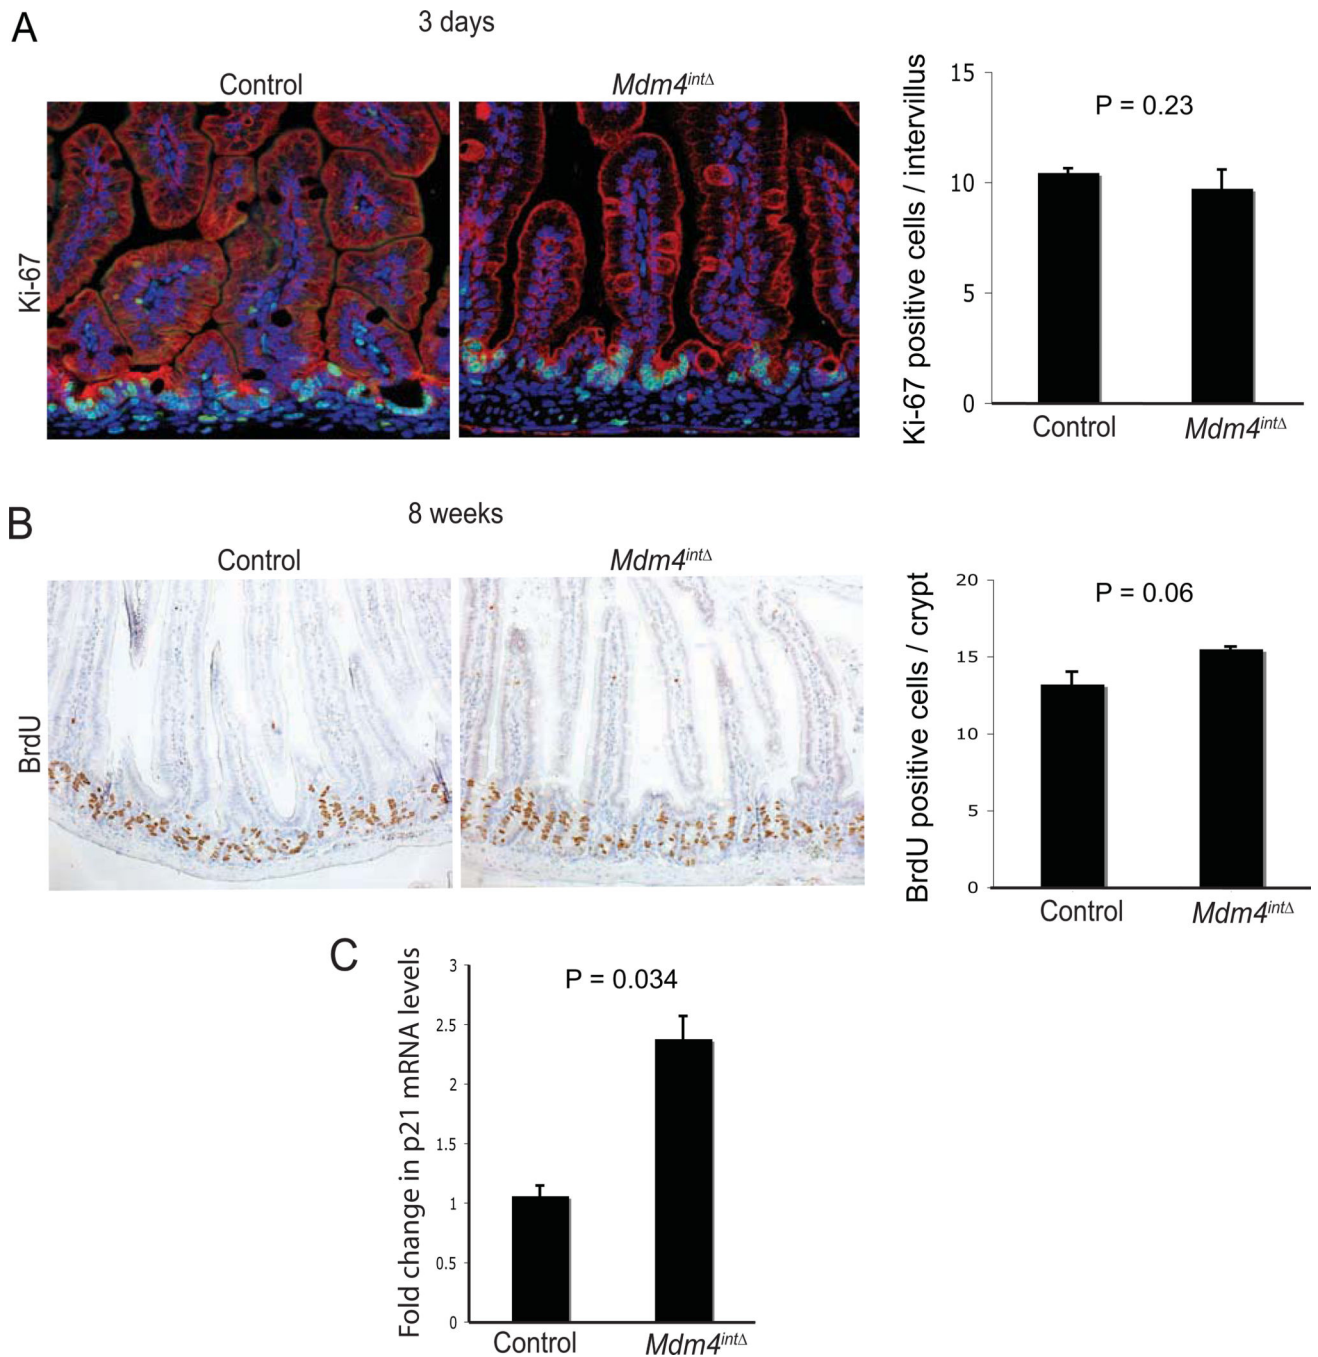 A
3 days
Control
Mdm4intΔ
Ki-67
Ki-67 positive cells / intervillus
15
10
5
0
P = 0.23
Control
Mdm4intΔ
B
8 weeks
Control
Mdm4intΔ
BrdU
BrdU positive cells / crypt
20
15
10
5
0
P = 0.06
Control
Mdm4intΔ
C
Fold change in p21 mRNA levels
3
2.5
2
1.5
1
0.5
0
P = 0.034
Control
Mdm4intΔ